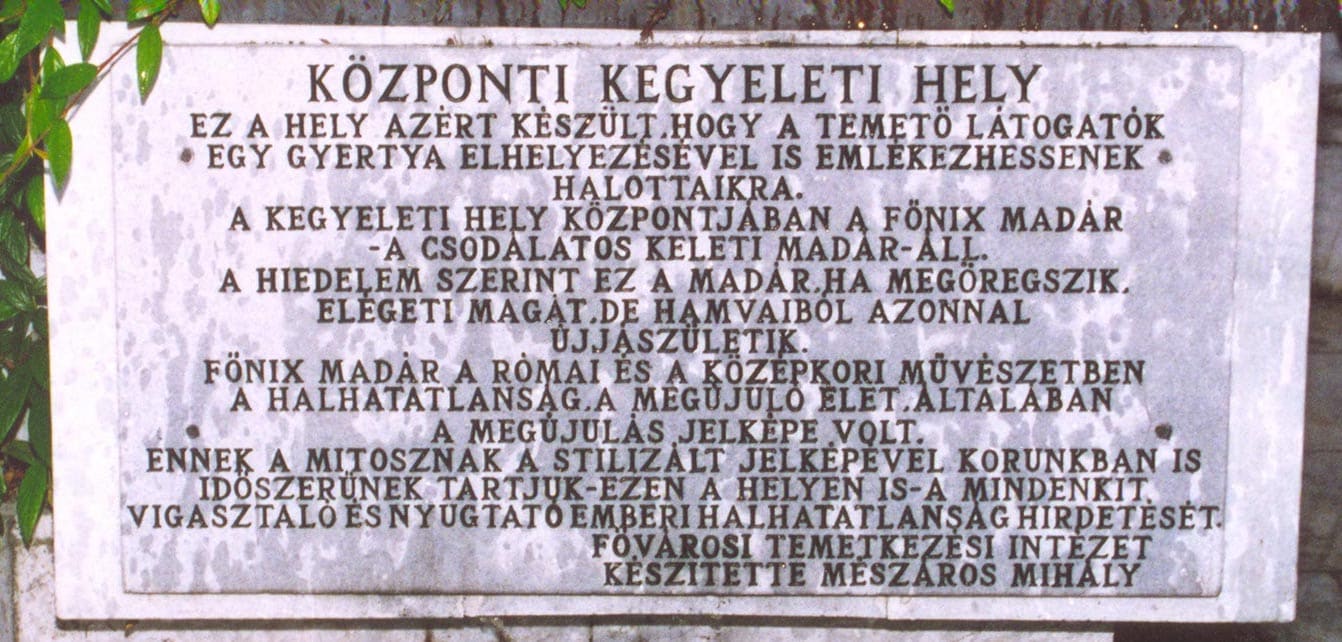 KÖZPONTI KEGYELETI HELY
EZ A HELY AZÉRT KÉSZÜLT,HOGY A TEMETŐ LÁTOGATÓK
EGY GYERTYA ELHELYEZÉSÉVEL IS EMLÉKEZHESSENEK
HALOTTAIKRA.
A KEGYELETI HELY KÖZPONTJÁBAN A FŐNIX MADÁR
-A CSODÁLATOS KELETI MADÁR-ÁLL.
A HIEDELEM SZERINT EZ A MADÁR,HA MEGÖREGSZIK,
ELÉGETI MAGÁT,DE HAMVAIBÓL AZONNAL
ÚJJÁSZÜLETIK.
FŐNIX MADÁR A RÓMAI ÉS A KÖZÉPKORI MŰVÉSZETBEN
A HALHATATLANSÁG,A MEGÚJULÓ ÉLET,ÁLTALÁBAN
A MEGÚJULÁS JELKÉPE VOLT.
ENNEK A MITOSZNAK A STILIZÁLT JELKÉPÉVEL KORUNKBAN IS
IDŐSZERŰNEK TARTJUK-EZEN A HELYEN IS-A MINDENKIT,
VIGASZTALÓ ÉS NYUGTATÓ EMBERI HALHATATLANSÁG HIRDETÉSÉT.
FŐVÁROSI TEMETKEZÉSI INTÉZET
KÉSZITETTE MÉSZÁROS MIHÁLY